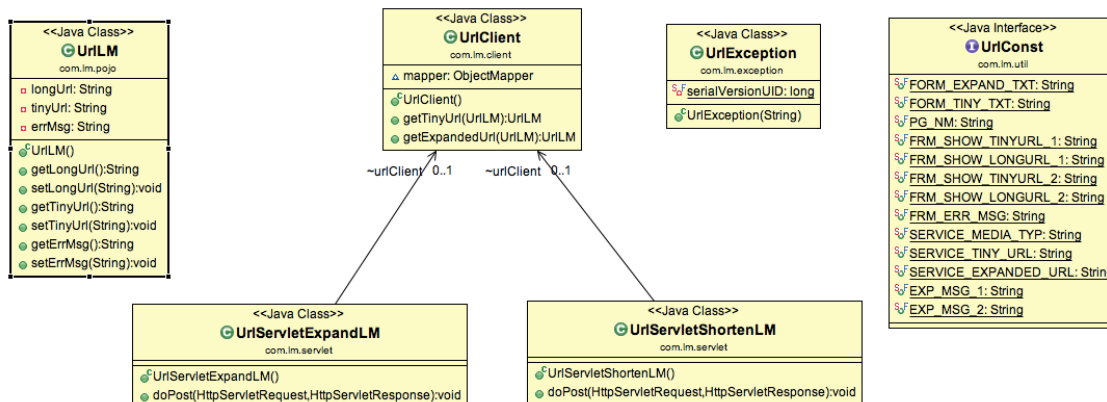 <<Java Class>>
UrlLM
com.lm.pojo
longUrl: String
tinyUrl: String
errMsg: String
UrlLM()
getLongUrl():String
setLongUrl(String):void
getTinyUrl():String
setTinyUrl(String):void
getErrMsg():String
setErrMsg(String):void
<<Java Class>>
UrlClient
com.lm.client
mapper: ObjectMapper
UrlClient()
getTinyUrl(UrlLM):UrlLM
getExpandedUrl(UrlLM):UrlLM
~urlClient 0..1
~urlClient 0..1
<<Java Class>>
UrlException
com.lm.exception
serialVersionUID: long
UrlException(String)
<<Java Interface>>
UrlConst
com.lm.util
FORM_EXPAND_TXT: String
FORM_TINY_TXT: String
PG_NM: String
FRM_SHOW_TINYURL_1: String
FRM_SHOW_LONGURL_1: String
FRM_SHOW_TINYURL_2: String
FRM_SHOW_LONGURL_2: String
FRM_ERR_MSG: String
SERVICE_MEDIA_TYP: String
SERVICE_TINY_URL: String
SERVICE_EXPANDED_URL: Strin
EXP_MSG_1: String
EXP_MSG_2: String
<<Java Class>>
UrlServletExpandLM
com.lm.servlet
UrlServletExpandLM()
doPost(HttpServletRequest,HttpServletResponse):void
<<Java Class>>
UrlServletShortenLM
com.lm.servlet
UrlServletShortenLM()
doPost(HttpServletRequest,HttpServletResponse):void